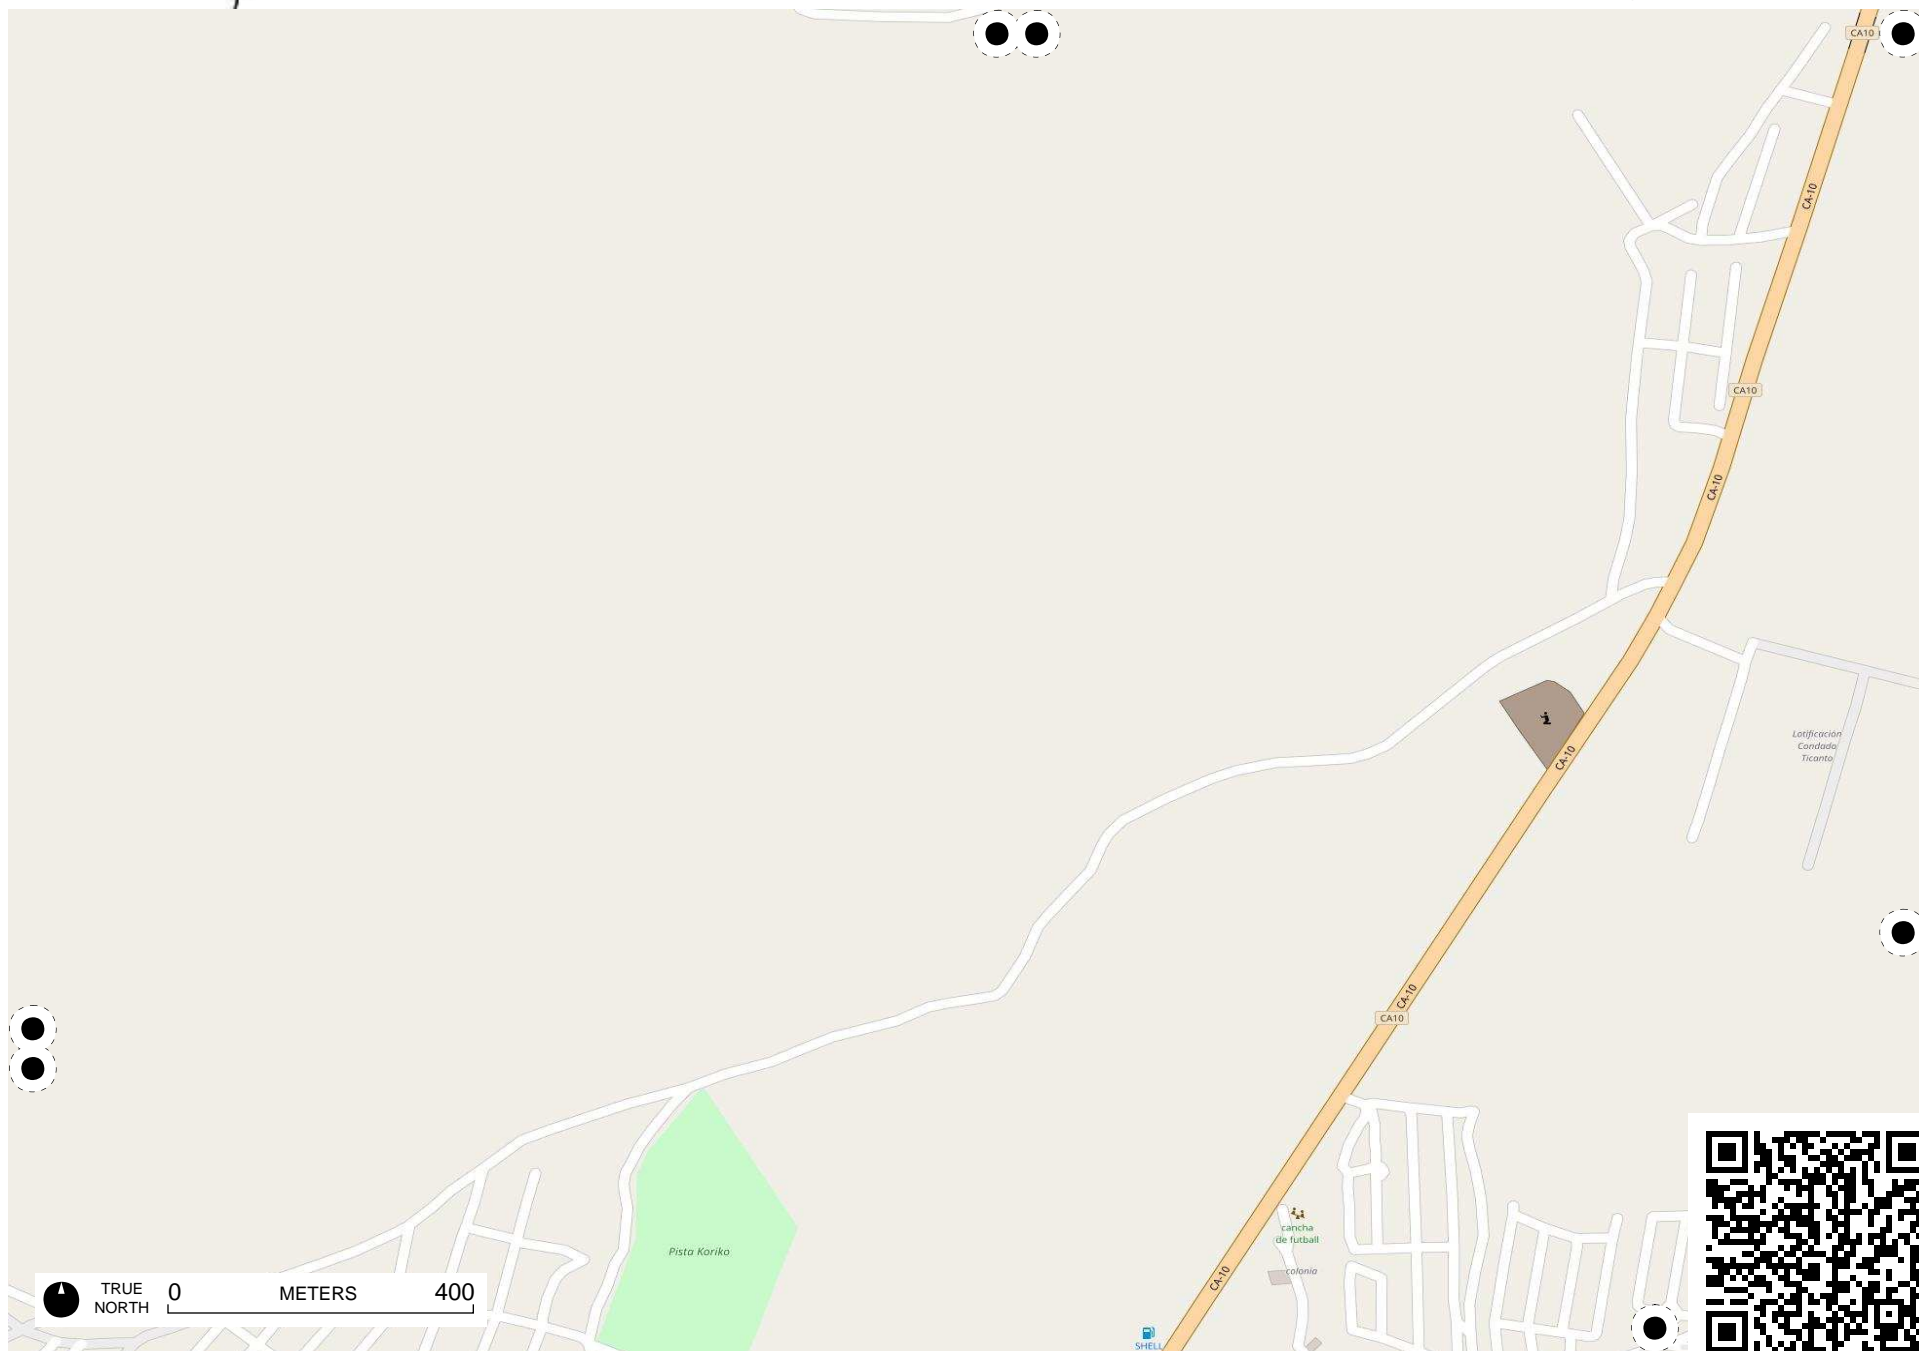 CA10
CA-10
CA10
CA-10
Lotificación
Condado
Ticanto
CA-10
CA-10
CA10
cancha
de futball
Pista Koriko
colonia
CA-10
TRUE
NORTH
0 METERS 400
SHELL